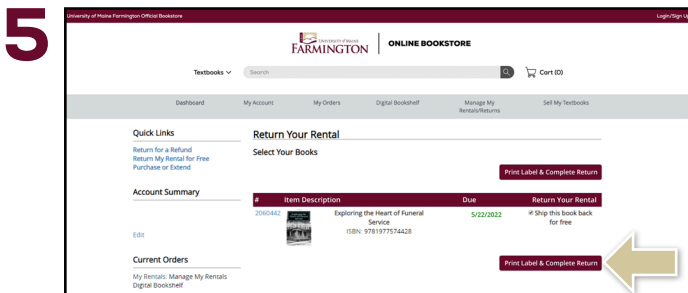 5
University of Maine Farmington Official Bookstore
Login/Sign Up
UNIVERSITY OF MAINE
FARMINGTON
ONLINE BOOKSTORE
Textbooks
Search
Cart (0)
Dashboard
My Account
My Orders
Digital Bookshelf
Manage My
Rentals/Returns
Sell My Textbooks
Quick Links
Return for a Refund
Return My Rental for Free
Purchase or Extend
Account Summary
Edit
Current Orders
My Rentals: Manage My Rentals
Digital Bookshelf
Return Your Rental
Select Your Books
Print Label & Complete Return
# Item Description Due Return Your Rental
2060442
Exploring the Heart of Funeral
Service
ISBN: 9781977574428
5/22/2022
Ship this book back
for free
Print Label & Complete Return